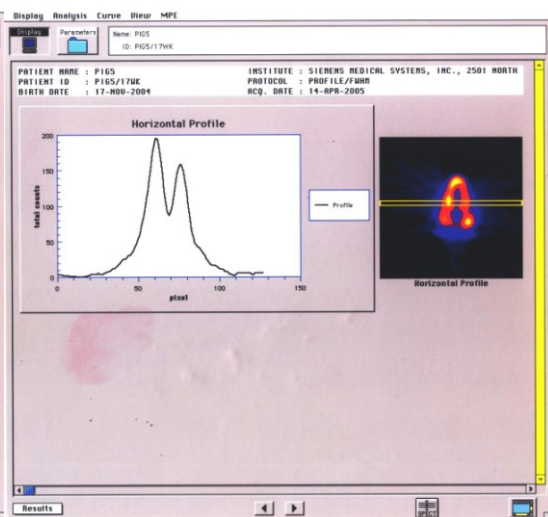 Display Analysis Curve View MPE
Display
Parameters
Name: PIG5
ID: PIG5/17WK
PATIENT NAME : PIG5
PATIENT ID : PIG5/17WK
BIRTH DATE : 17-NOV-2004
INSTITUTE : SIEMENS MEDICAL SYSTEMS, INC., 2501 NORTH
PROTOCOL : PROFILE/FWHM
ACQ. DATE : 14-APR-2005
Horizontal Profile
total counts
200
150
100
50
0
0 50 100 150
pixel
Profile
Horizontal Profile
Results
SPECT